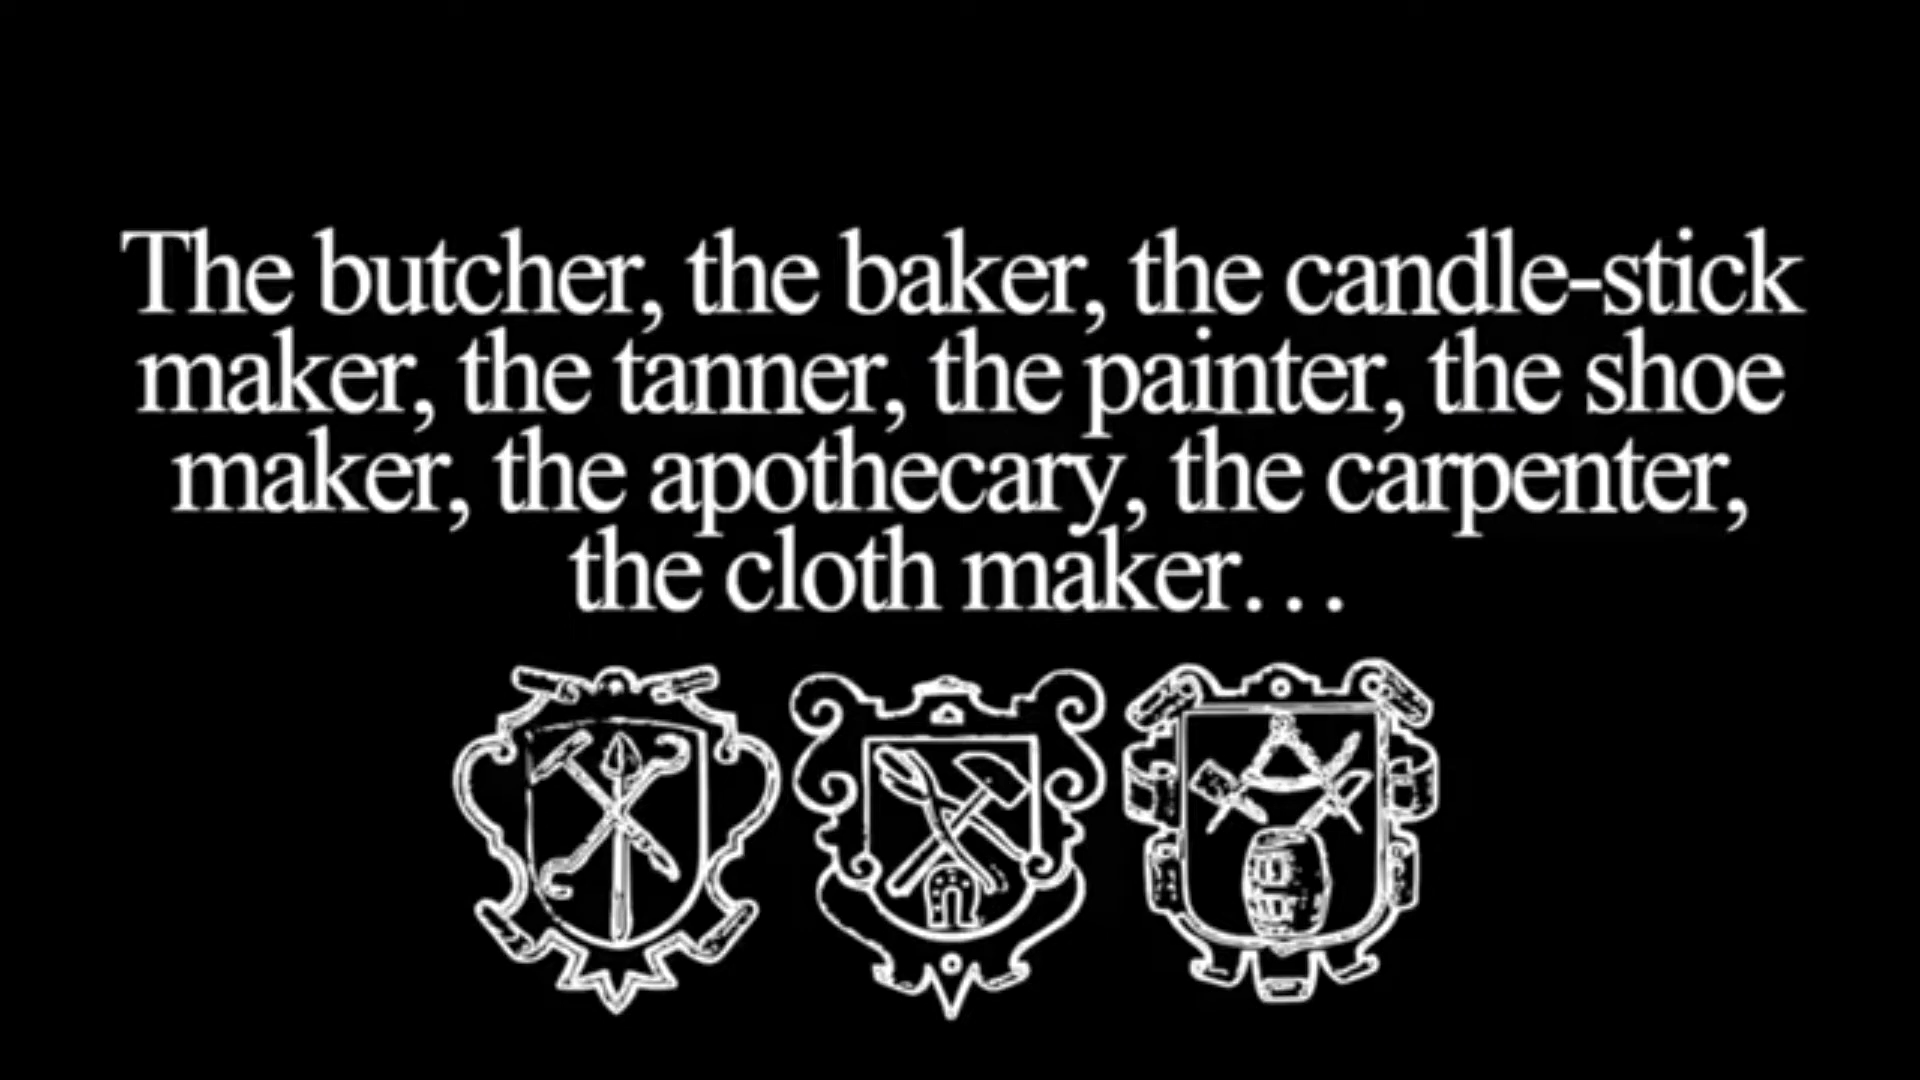 The butcher, the baker, the candle-stick
maker, the tanner, the painter, the shoe
maker, the apothecary, the carpenter,
the cloth maker…